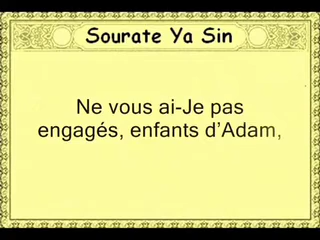 Sourate Ya Sin
Ne vous ai-Je pas
engagés, enfants d'Adam,